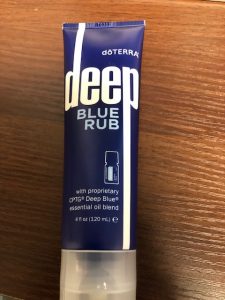 dōTERRA®
deep
BLUE
RUB
with proprietary
CPTG® Deep Blue®
essential oil blend
4 fl oz (120 mL) ℮